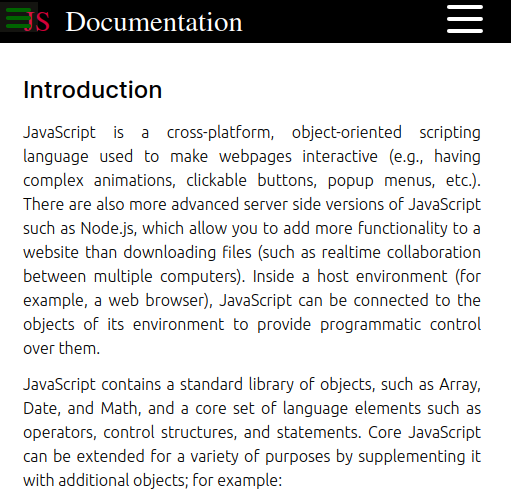 JS Documentation
Introduction
JavaScript is a cross-platform, object-oriented scripting
language used to make webpages interactive (e.g., having
complex animations, clickable buttons, popup menus, etc.).
There are also more advanced server side versions of JavaScript
such as Node.js, which allow you to add more functionality to a
website than downloading files (such as realtime collaboration
between multiple computers). Inside a host environment (for
example, a web browser), JavaScript can be connected to the
objects of its environment to provide programmatic control
over them.
JavaScript contains a standard library of objects, such as Array,
Date, and Math, and a core set of language elements such as
operators, control structures, and statements. Core JavaScript
can be extended for a variety of purposes by supplementing it
with additional objects; for example: